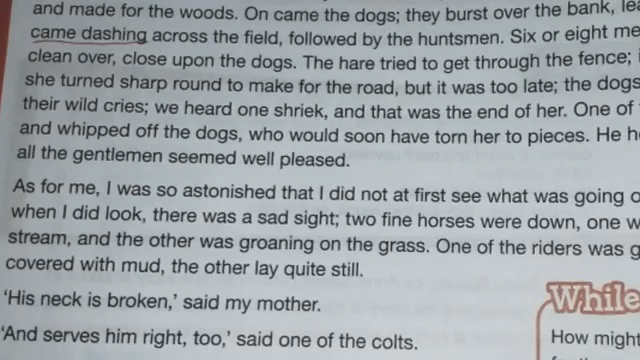 and made for the woods. On came the dogs; they burst over the bank,
came dashing across the field, followed by the huntsmen. Six or eight
clean over, close upon the dogs. The hare tried to get through the fence;
she turned sharp round to make for the road, but it was too late; the dogs
their wild cries; we heard one shriek, and that was the end of her. One of
and whipped off the dogs, who would soon have torn her to pieces. He
all the gentlemen seemed well pleased.
As for me, I was so astonished that I did not at first see what was going
when I did look, there was a sad sight; two fine horses were down, one
stream, and the other was groaning on the grass. One of the riders was
covered with mud, the other lay quite still.
‘His neck is broken,’ said my mother.
While
‘And serves him right, too,’ said one of the colts.
How might